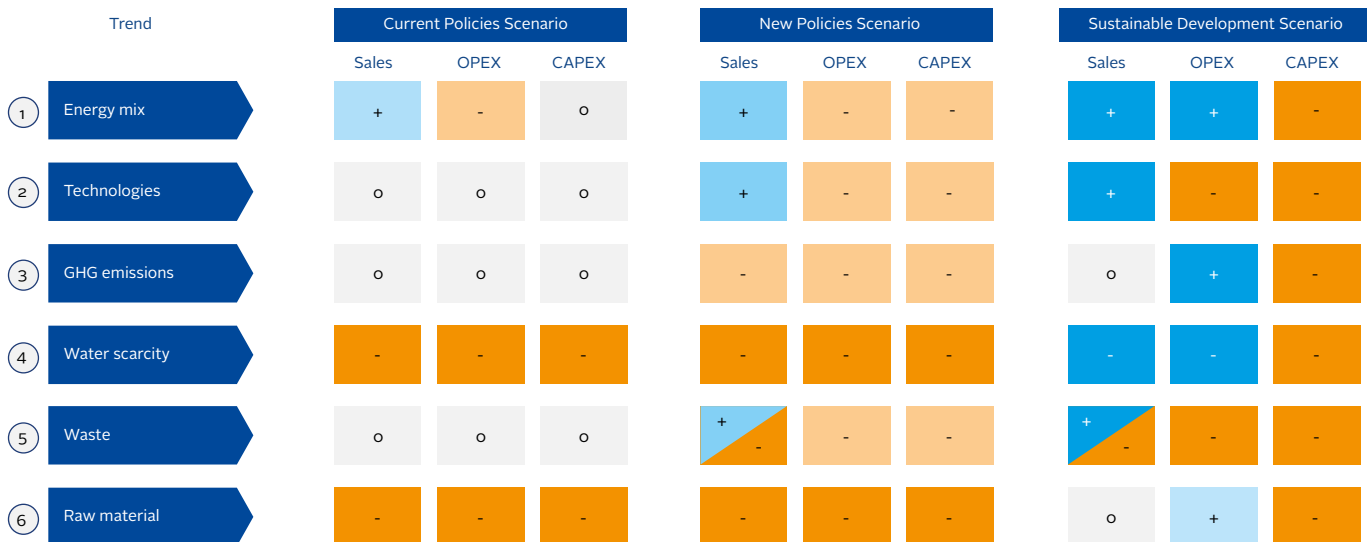 Trend Current Policies Scenario New Policies Scenario Sustainable Development Scenario
Sales OPEX CAPEX Sales OPEX CAPEX Sales OPEX CAPEX
1 Energy mix + - o + - - + + -
2 Technologies o o o + - - + - -
3 GHG emissions o o o - - - o + -
4 Water scarcity - - - - - - - - -
5 Waste o o o + - - - + - - -
6 Raw material - - - - - - o + -